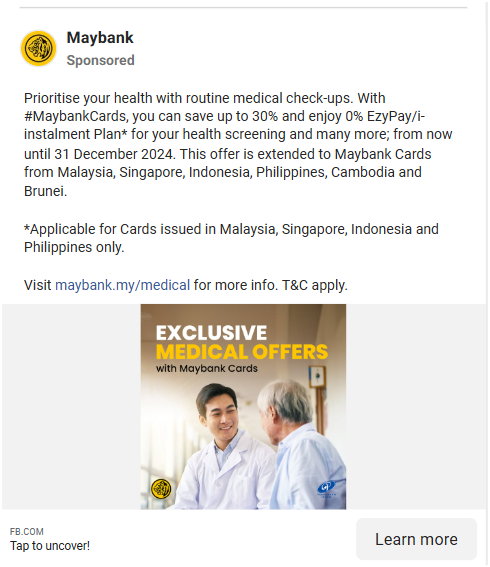 Maybank
Sponsored
Prioritise your health with routine medical check-ups. With
#MaybankCards, you can save up to 30% and enjoy 0% EzyPay/i-
instalment Plan* for your health screening and many more; from now
until 31 December 2024. This offer is extended to Maybank Cards
from Malaysia, Singapore, Indonesia, Philippines, Cambodia and
Brunei.
*Applicable for Cards issued in Malaysia, Singapore, Indonesia and
Philippines only.
Visit maybank.my/medical for more info. T&C apply.
EXCLUSIVE
MEDICAL OFFERS
with Maybank Cards
FB.COM
Tap to uncover!
Learn more